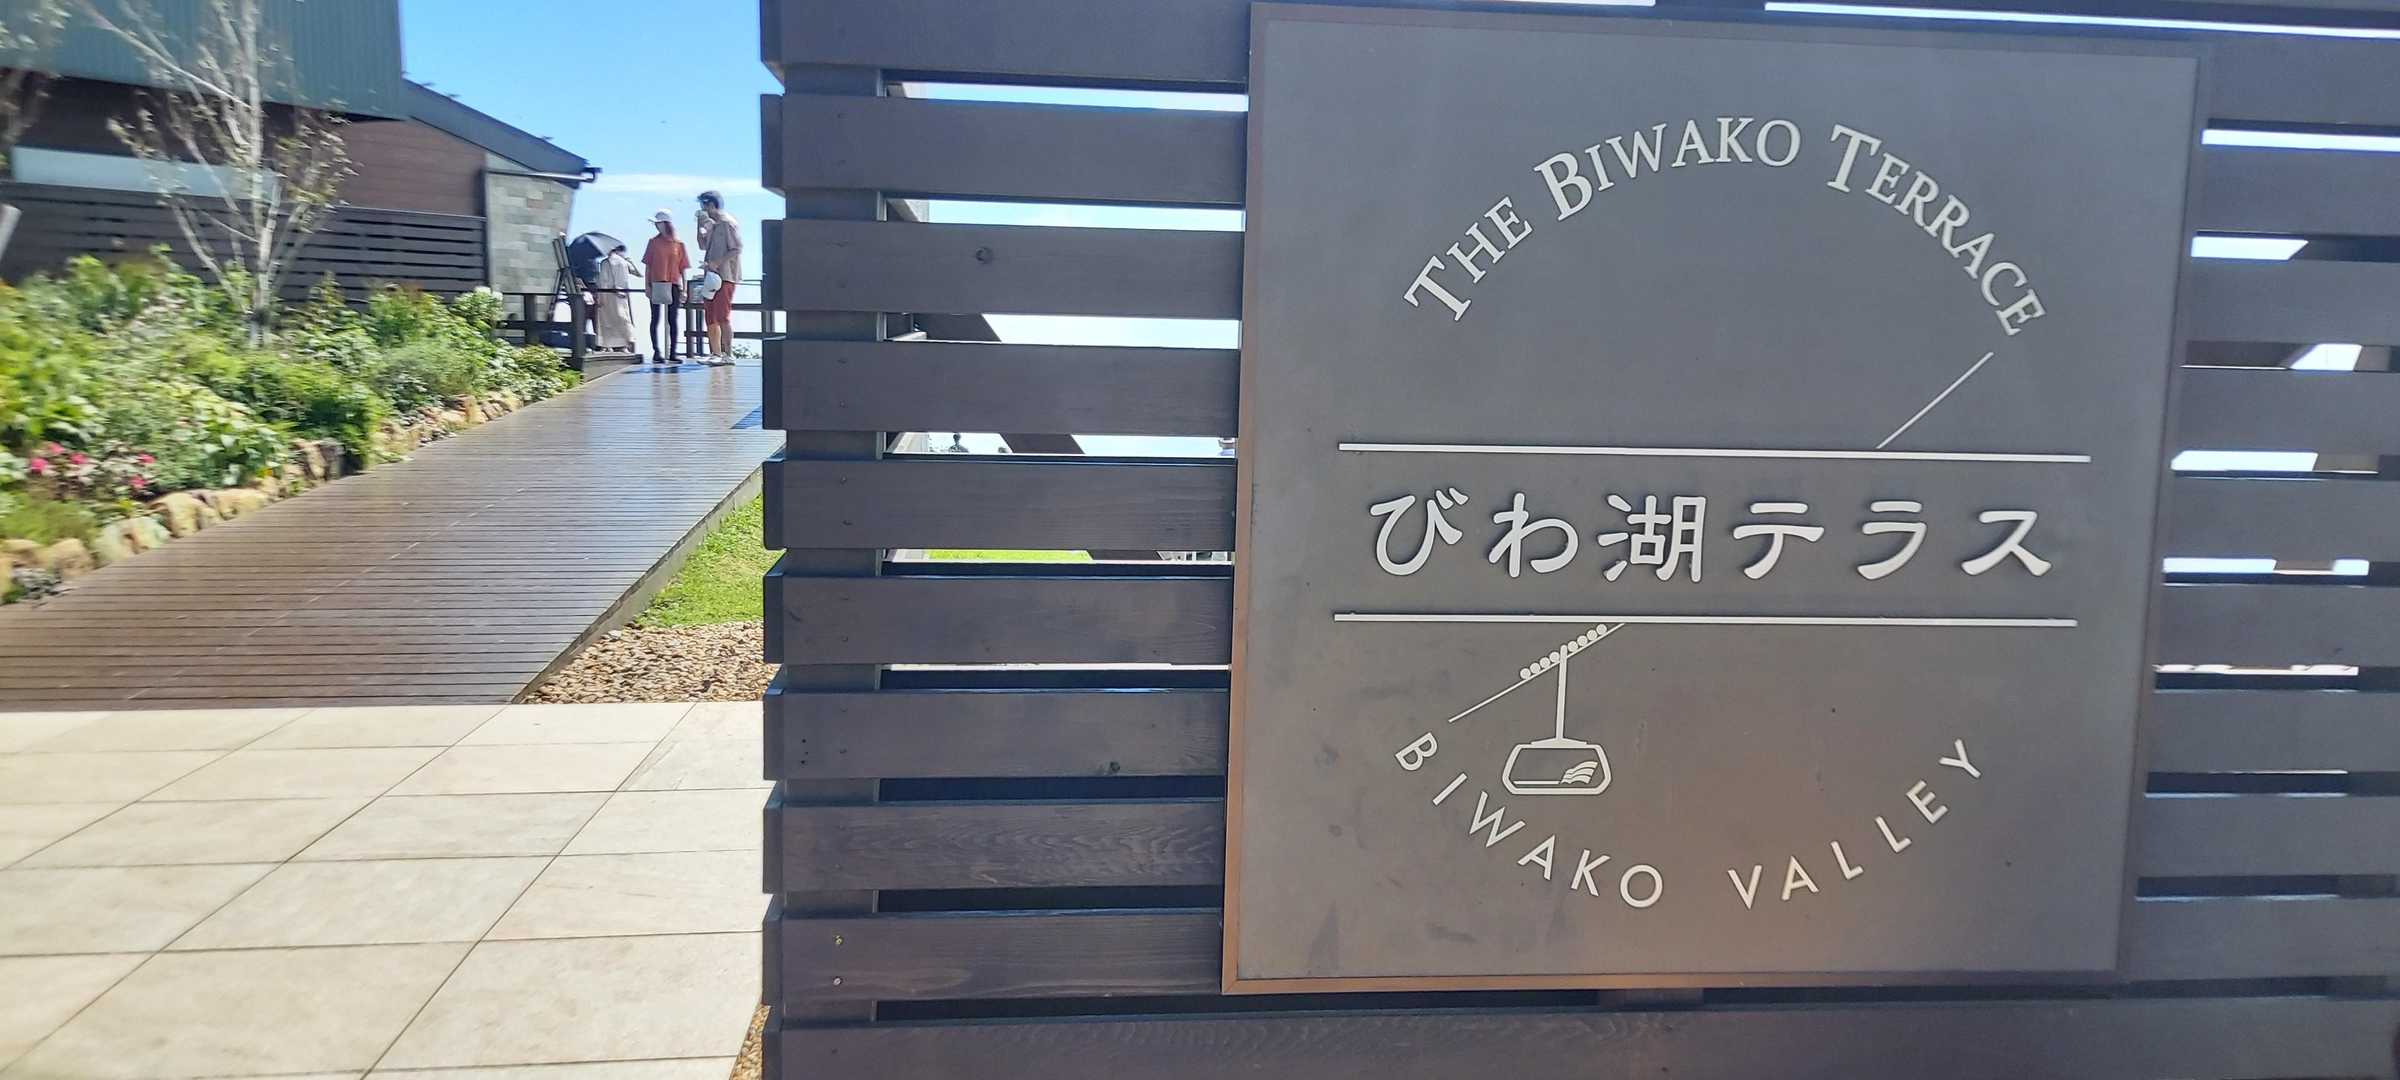 THE BIWAKO TERRACE
びわ湖テラス
BIWAKO VALLEY